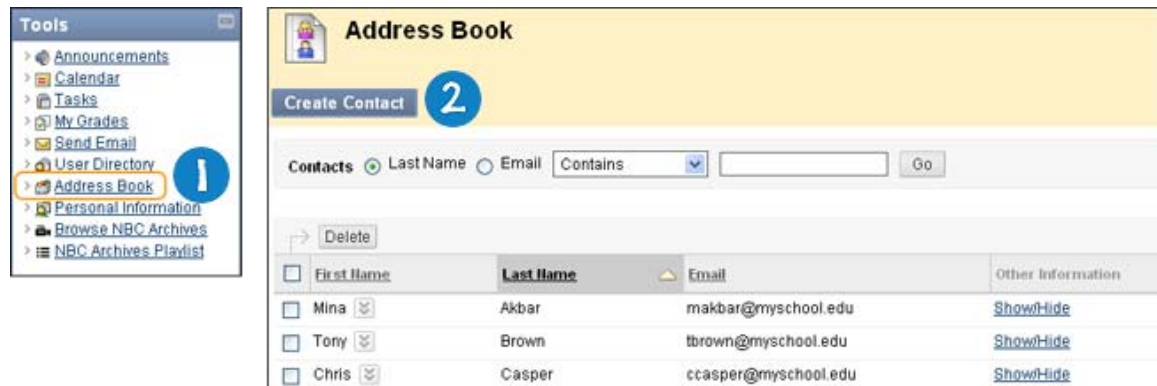 Tools
Announcements
Calendar
Tasks
My Grades
Send Email
User Directory
Address Book
Personal Information
Browse NBC Archives
NBC Archives Playlist
1
Address Book
Create Contact
2
Contacts Last Name Email Contains Go
Delete
First Name Last Name Email Other Information
Mina Akbar makbar@myschool.edu Show/Hide
Tony Brown tbrown@myschool.edu Show/Hide
Chris Casper ccasper@myschool.edu Show/Hide